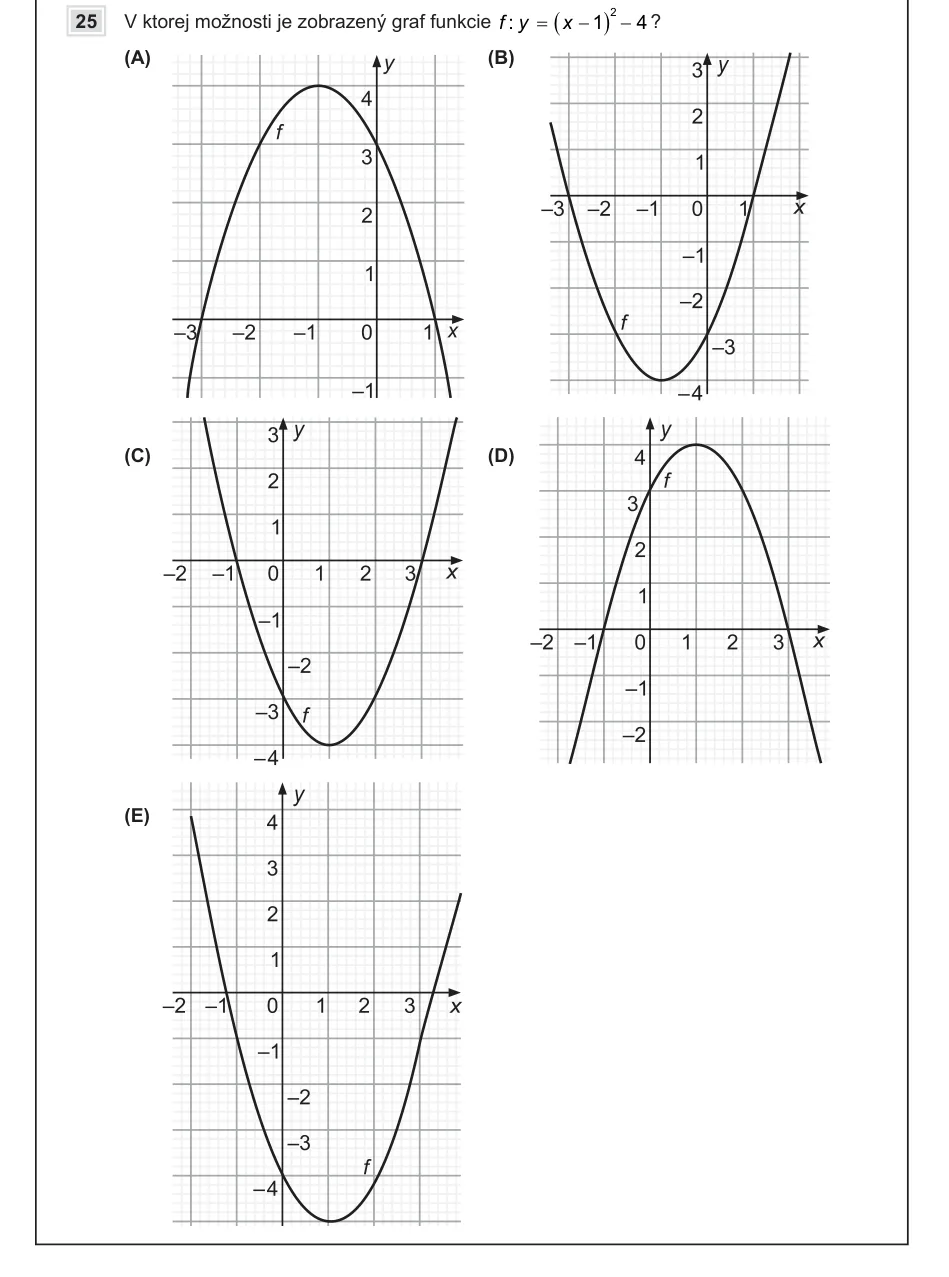 25 V ktorej možnosti je zobrazený graf funkcie f : y = (x – 1)² – 4 ?
(A)
y
4
f
3
2
1
–3 –2 –1 0 1 x
–1
(B)
3 y
2
1
–3 –2 –1 0 1 x
–1
–2
f
–3
–4
(C)
3 y
2
1
–2 –1 0 1 2 3 x
–1
–2
–3 f
–4
(D)
y
4
f
3
2
1
–2 –1 0 1 2 3 x
–1
–2
(E)
y
4
3
2
1
–2 –1 0 1 2 3 x
–1
–2
–3
f
–4